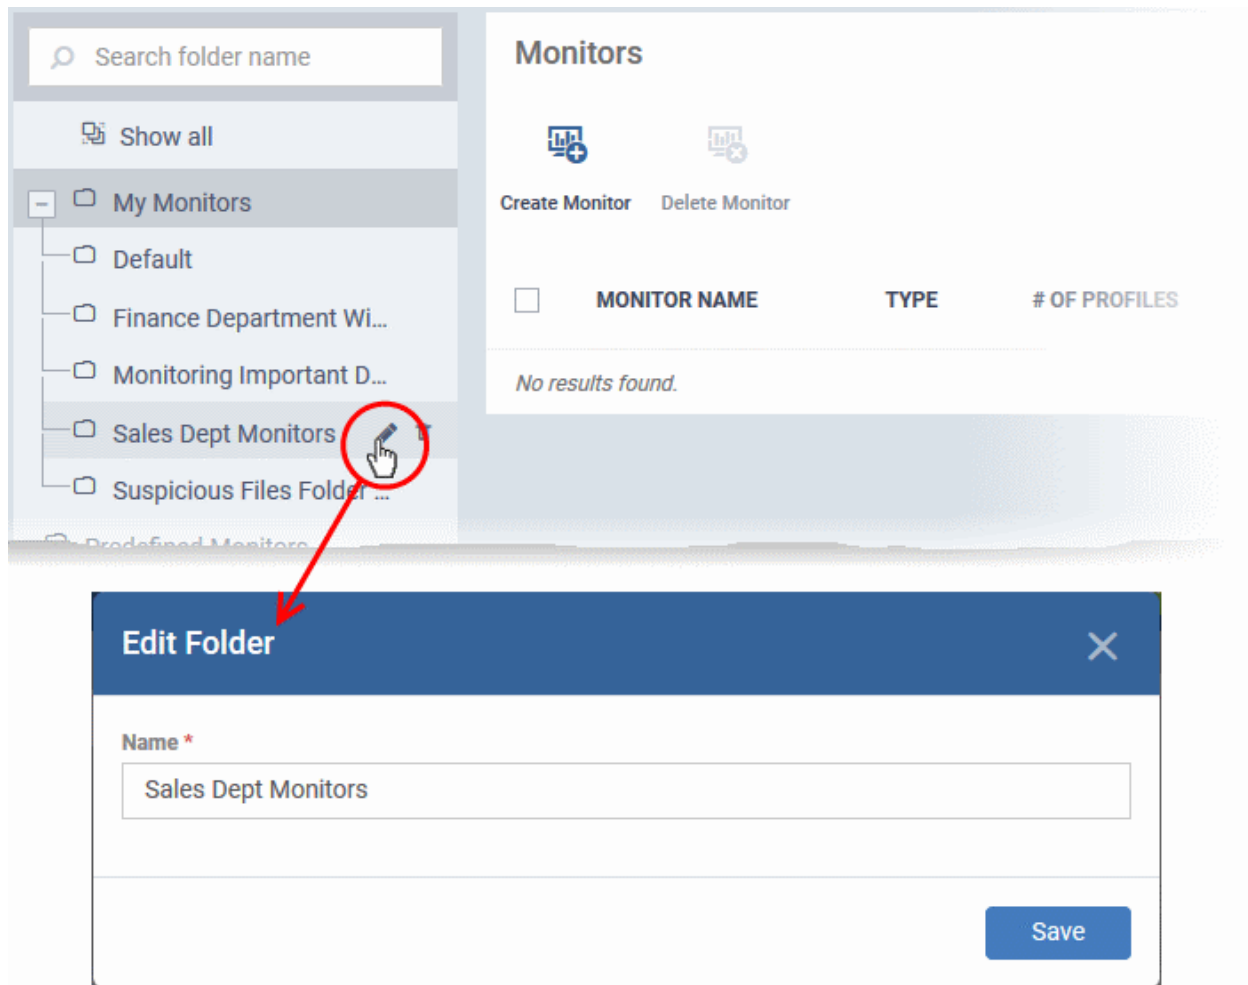 Search folder name
Show all
My Monitors
Default
Finance Department Wi...
Monitoring Important D...
Sales Dept Monitors
Suspicious Files Folder ...
Predefined Monitors
Monitors
Create Monitor
Delete Monitor
MONITOR NAME
TYPE
# OF PROFILES
No results found.
Edit Folder
Name *
Sales Dept Monitors
Save